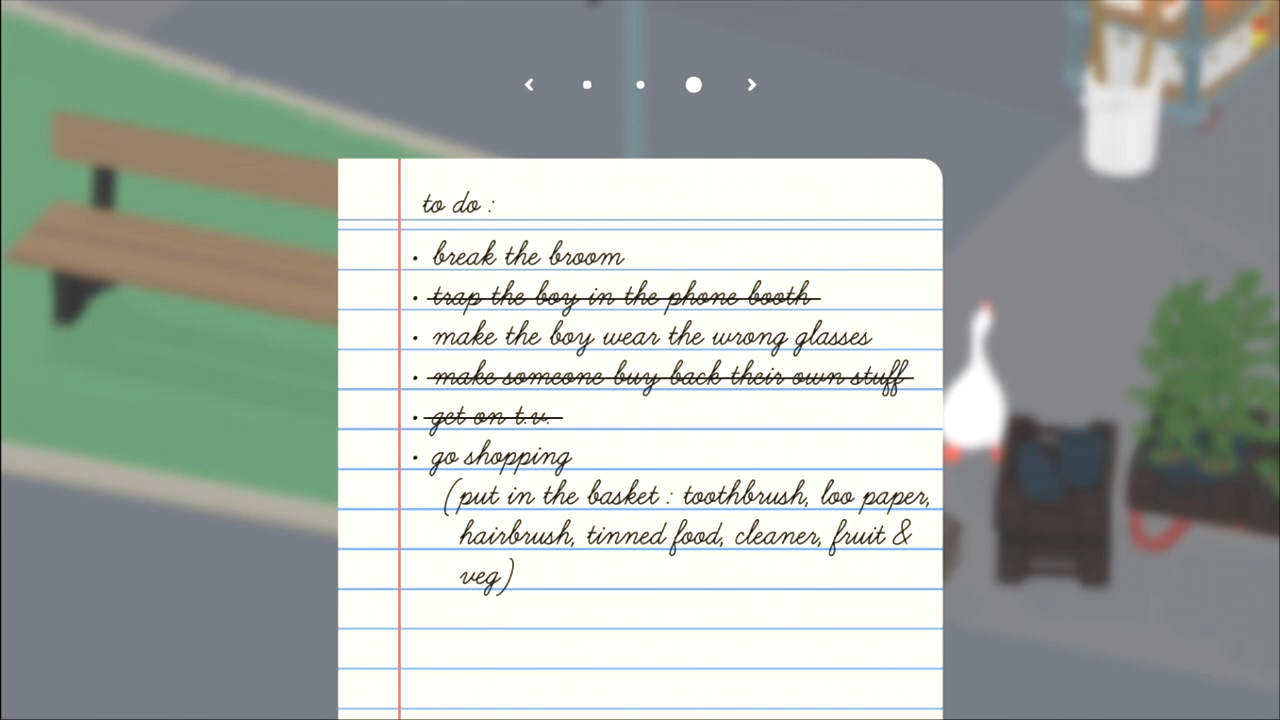 to do :
• break the broom
• trap the boy in the phone booth
• make the boy wear the wrong glasses
• make someone buy back their own stuff
• get on t.v.
• go shopping
(put in the basket : toothbrush, loo paper,
hairbrush, tinned food, cleaner, fruit &
veg)